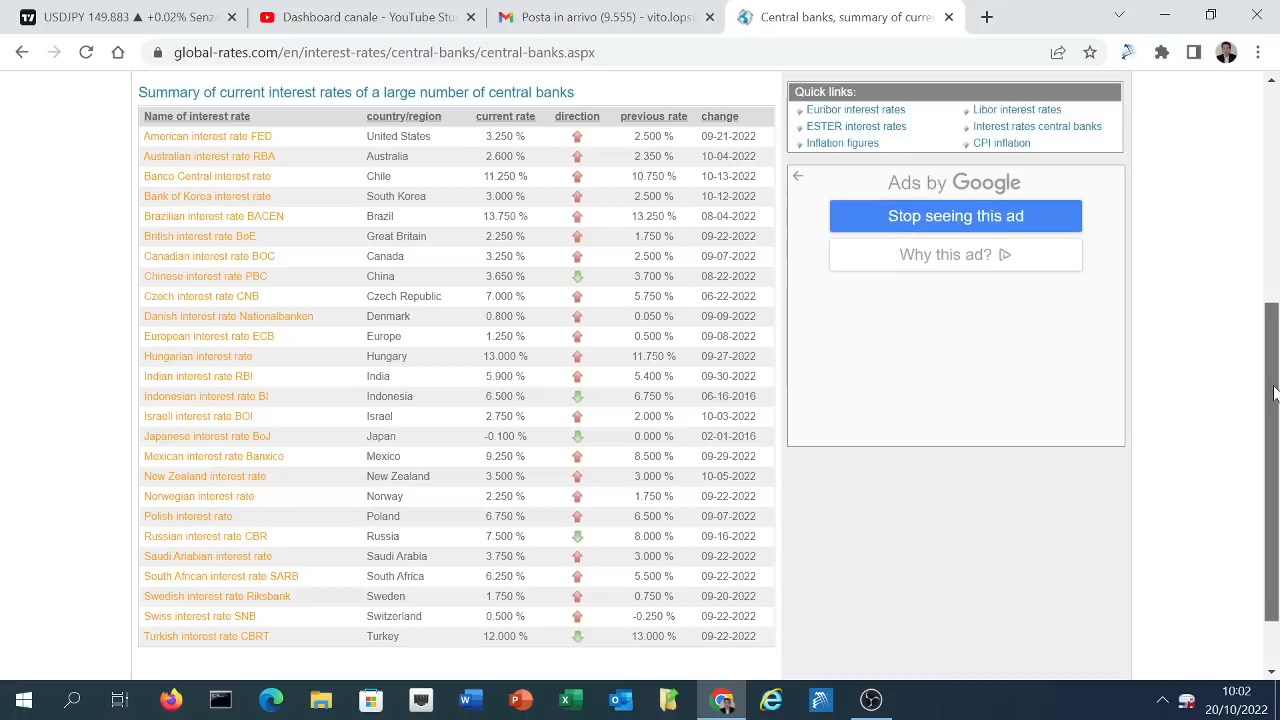 USDJPY 149.883 ▲ +0.02% Senz
Dashboard canale - YouTube Stu
Posta in arrivo (9.555) - vito.lops
Central banks, summary of curre
global-rates.com/en/interest-rates/central-banks/central-banks.aspx
Summary of current interest rates of a large number of central banks
Name of interest rate country/region current rate direction previous rate change
American interest rate FED United States 3.250 % 2.500 % 09-21-2022
Australian interest rate RBA Australia 2.600 % 2.350 % 10-04-2022
Banco Central interest rate Chile 11.250 % 10.750 % 10-13-2022
Bank of Korea interest rate South Korea 3.000 % 2.500 % 10-12-2022
Brazilian interest rate BACEN Brazil 13.750 % 13.250 % 08-04-2022
British interest rate BoE Great Britain 2.250 % 1.750 % 09-22-2022
Canadian interest rate BOC Canada 3.250 % 2.500 % 09-07-2022
Chinese interest rate PBC China 3.650 % 3.700 % 08-22-2022
Czech interest rate CNB Czech Republic 7.000 % 5.750 % 06-22-2022
Danish interest rate Nationalbanken Denmark 0.800 % 0.050 % 09-09-2022
European interest rate ECB Europe 1.250 % 0.500 % 09-08-2022
Hungarian interest rate Hungary 13.000 % 11.750 % 09-27-2022
Indian interest rate RBI India 5.900 % 5.400 % 09-30-2022
Indonesian interest rate BI Indonesia 6.500 % 6.750 % 06-16-2016
Israeli interest rate BOI Israel 2.750 % 2.000 % 10-03-2022
Japanese interest rate BoJ Japan -0.100 % 0.000 % 02-01-2016
Mexican interest rate Banxico Mexico 9.250 % 8.500 % 09-29-2022
New Zealand interest rate New Zealand 3.500 % 3.000 % 10-05-2022
Norwegian interest rate Norway 2.250 % 1.750 % 09-22-2022
Polish interest rate Poland 6.750 % 6.500 % 09-07-2022
Russian interest rate CBR Russia 7.500 % 8.000 % 09-16-2022
Saudi Ariabian interest rate Saudi Arabia 3.750 % 3.000 % 09-22-2022
South African interest rate SARB South Africa 6.250 % 5.500 % 09-22-2022
Swedish interest rate Riksbank Sweden 1.750 % 0.750 % 09-20-2022
Swiss interest rate SNB Switzerland 0.500 % -0.250 % 09-22-2022
Turkish interest rate CBRT Turkey 12.000 % 13.000 % 09-22-2022
Quick links:
Euribor interest rates Libor interest rates
ESTER interest rates Interest rates central banks
Inflation figures CPI inflation
Ads by Google
Stop seeing this ad
Why this ad?
10:02
20/10/2022